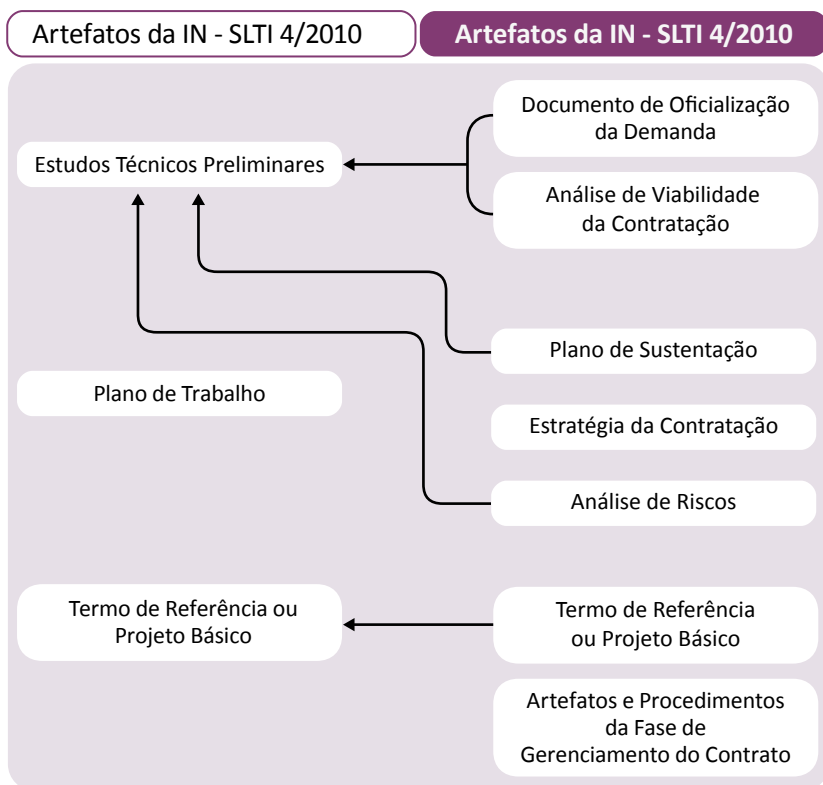 Artefatos da IN - SLTI 4/2010
Artefatos da IN - SLTI 4/2010
Documento de Oficialização
da Demanda
Estudos Técnicos Preliminares
Análise de Viabilidade
da Contratação
Plano de Sustentação
Plano de Trabalho
Estratégia da Contratação
Análise de Riscos
Termo de Referência ou
Projeto Básico
Termo de Referência
ou Projeto Básico
Artefatos e Procedimentos
da Fase de
Gerenciamento do Contrato